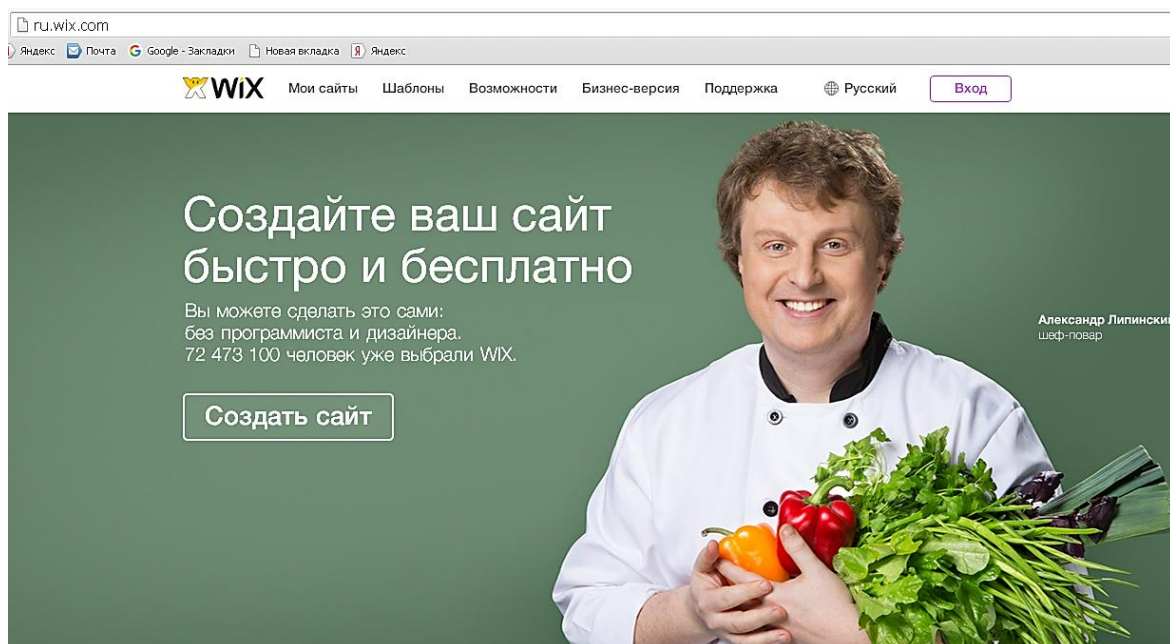 ru.wix.com
Яндекс Почта Google - Закладки Новая вкладка Яндекс
WiX Мои сайты Шаблоны Возможности Бизнес-версия Поддержка Русский Вход
Создайте ваш сайт
быстро и бесплатно
Вы можете сделать это сами:
без программиста и дизайнера.
72 473 100 человек уже выбрали WIX.
Создать сайт
Александр Липинский
шеф-повар